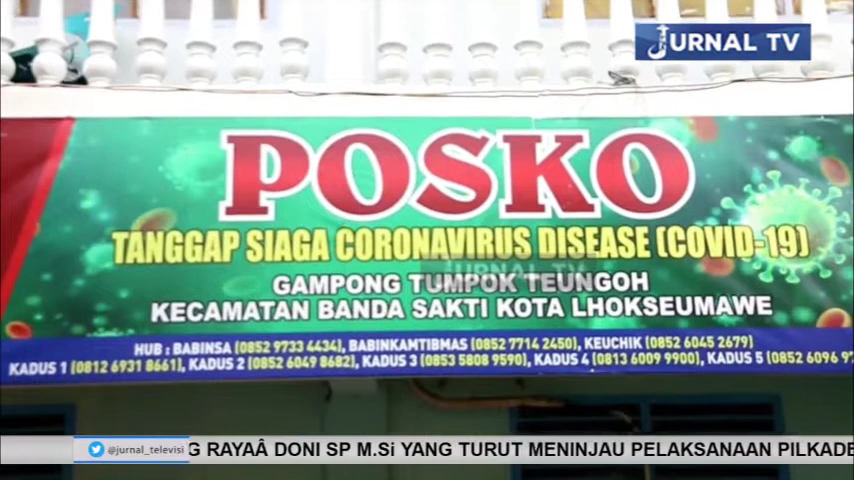 JURNAL TV
POSKO
TANGGAP SIAGA CORONAVIRUS DISEASE (COVID-19)
JURNAL TV
GAMPONG TUMPOK TEUNGOH
KECAMATAN BANDA SAKTI KOTA LHOKSEUMAWE
HUB : BABINSA (0852 9733 4434), BABINKAMTIBMAS (0852 7714 2450), KEUCHIK (0852 6045 2679)
KADUS 1 (0812 6931 8661), KADUS 2 (0852 6049 8682), KADUS 3 (0853 5808 9590), KADUS 4 (0813 6009 9900), KADUS 5 (0852 6096 97
@jurnal_televisi G RAYAÂ DONI SP M.Si YANG TURUT MENINJAU PELAKSANAAN PILKADE